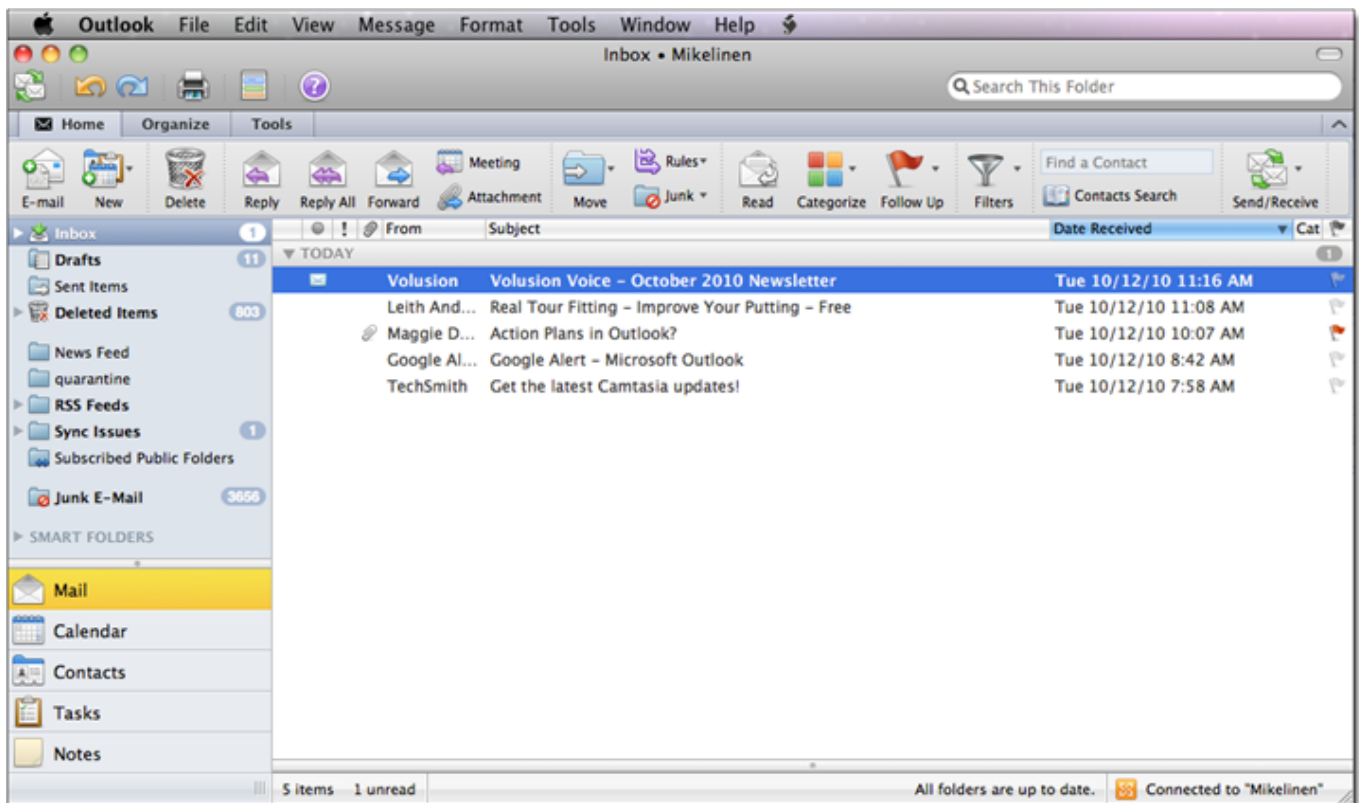 Outlook File Edit View Message Format Tools Window Help
Inbox • Mikelinen
Search This Folder
Home Organize Tools
Meeting Rules Find a Contact
E-mail New Delete Reply Reply All Forward Attachment Move Junk Read Categorize Follow Up Filters Contacts Search Send/Receive
Inbox 1
Drafts 11
Sent Items
Deleted Items 803
News Feed
quarantine
RSS Feeds
Sync Issues 1
Subscribed Public Folders
Junk E-Mail 3656
SMART FOLDERS
Mail
Calendar
Contacts
Tasks
Notes
! From Subject Date Received Cat
TODAY 1
Volusion Volusion Voice – October 2010 Newsletter Tue 10/12/10 11:16 AM
Leith And... Real Tour Fitting – Improve Your Putting – Free Tue 10/12/10 11:08 AM
Maggie D... Action Plans in Outlook? Tue 10/12/10 10:07 AM
Google Al... Google Alert – Microsoft Outlook Tue 10/12/10 8:42 AM
TechSmith Get the latest Camtasia updates! Tue 10/12/10 7:58 AM
5 items 1 unread All folders are up to date. Connected to "Mikelinen"